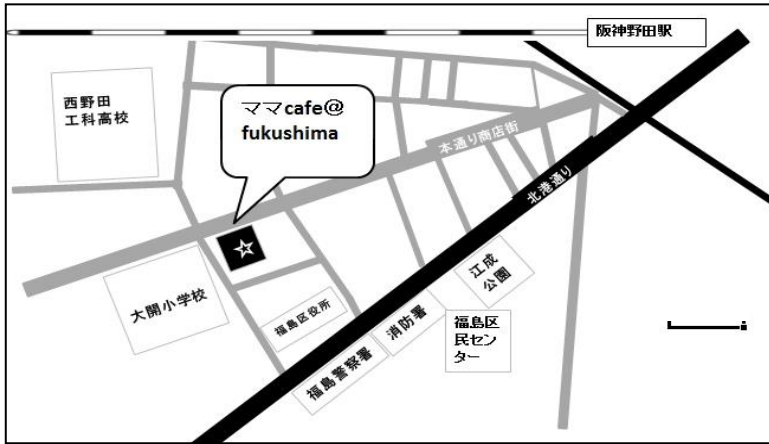 阪神野田駅
西野田
工科高校
ママcafe@
fukushima
本通り商店街
北港通り
大開小学校
福島区役所
江成
公園
消防署
福島警察署
福島区
民セン
ター